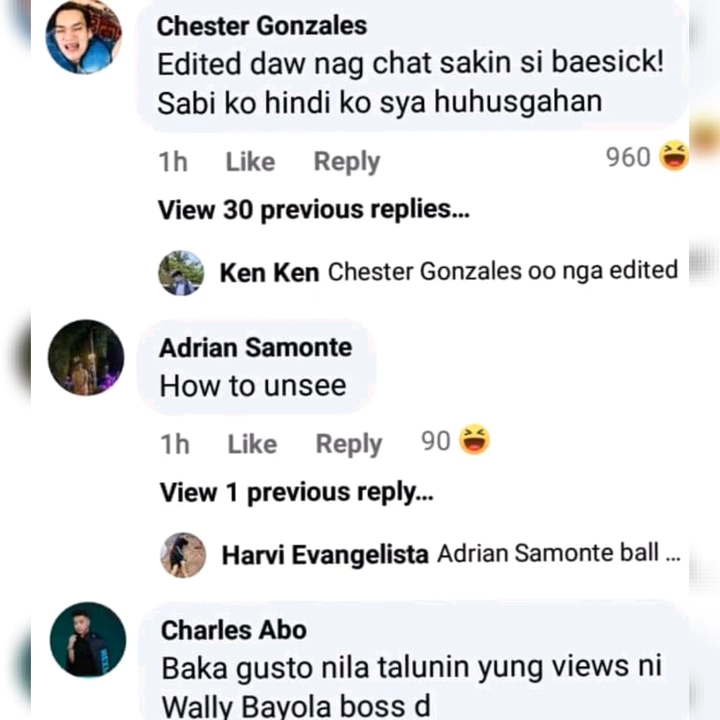 Chester Gonzales
Edited daw nag chat sakin si baesick!
Sabi ko hindi ko sya huhusgahan
1h Like Reply 960
View 30 previous replies...
Ken Ken Chester Gonzales oo nga edited
Adrian Samonte
How to unsee
1h Like Reply 90
View 1 previous reply...
Harvi Evangelista Adrian Samonte ball ...
Charles Abo
Baka gusto nila talunin yung views ni
Wally Bayola boss d